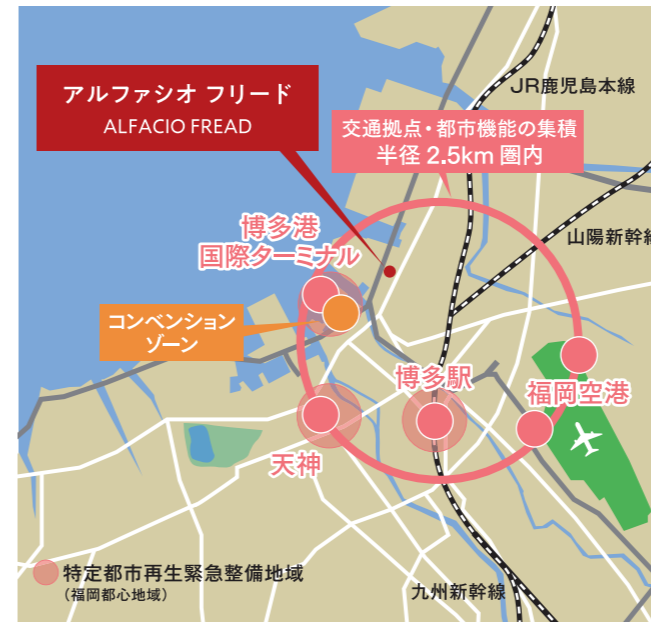 JR鹿児島本線
アルファシオ フリード
ALFACIO FREAD
交通拠点・都市機能の集積
半径 2.5km 圏内
博多港
国際ターミナル
山陽新幹線
コンベンション
ゾーン
博多駅
福岡空港
天神
特定都市再生緊急整備地域
(福岡都心地域)
九州新幹線